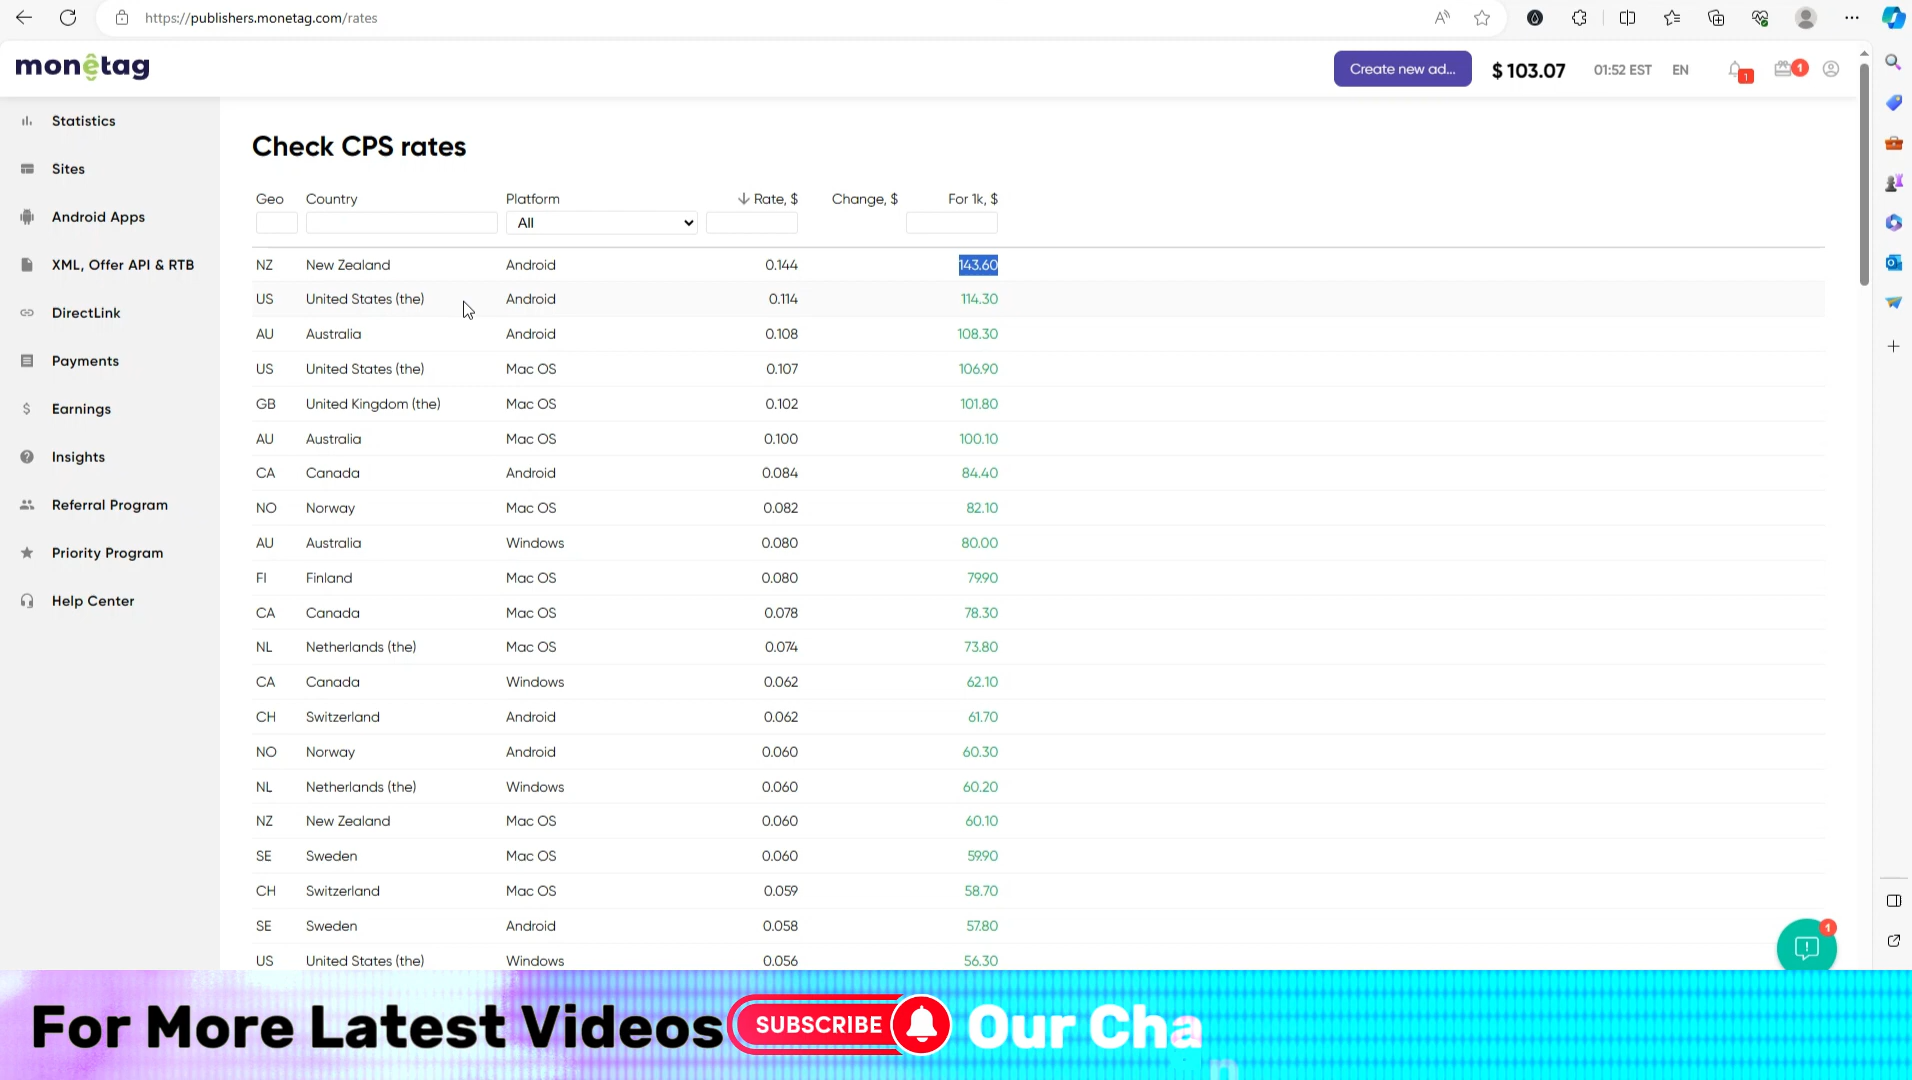 https://publishers.monetag.com/rates
monetag
Create new ad...
$ 103.07
01:52 EST
EN
1
1
Statistics
Sites
Android Apps
XML, Offer API & RTB
DirectLink
Payments
Earnings
Insights
Referral Program
Priority Program
Help Center
Check CPS rates
Geo Country Platform ↓ Rate, $ Change, $ For 1k, $
All
NZ New Zealand Android 0.144 143.60
US United States (the) Android 0.114 114.30
AU Australia Android 0.108 108.30
US United States (the) Mac OS 0.107 106.90
GB United Kingdom (the) Mac OS 0.102 101.80
AU Australia Mac OS 0.100 100.10
CA Canada Android 0.084 84.40
NO Norway Mac OS 0.082 82.10
AU Australia Windows 0.080 80.00
FI Finland Mac OS 0.080 79.90
CA Canada Mac OS 0.078 78.30
NL Netherlands (the) Mac OS 0.074 73.80
CA Canada Windows 0.062 62.10
CH Switzerland Android 0.062 61.70
NO Norway Android 0.060 60.30
NL Netherlands (the) Windows 0.060 60.20
NZ New Zealand Mac OS 0.060 60.10
SE Sweden Mac OS 0.060 59.90
CH Switzerland Mac OS 0.059 58.70
SE Sweden Android 0.058 57.80
US United States (the) Windows 0.056 56.30
1
For More Latest Videos SUBSCRIBE Our Chan